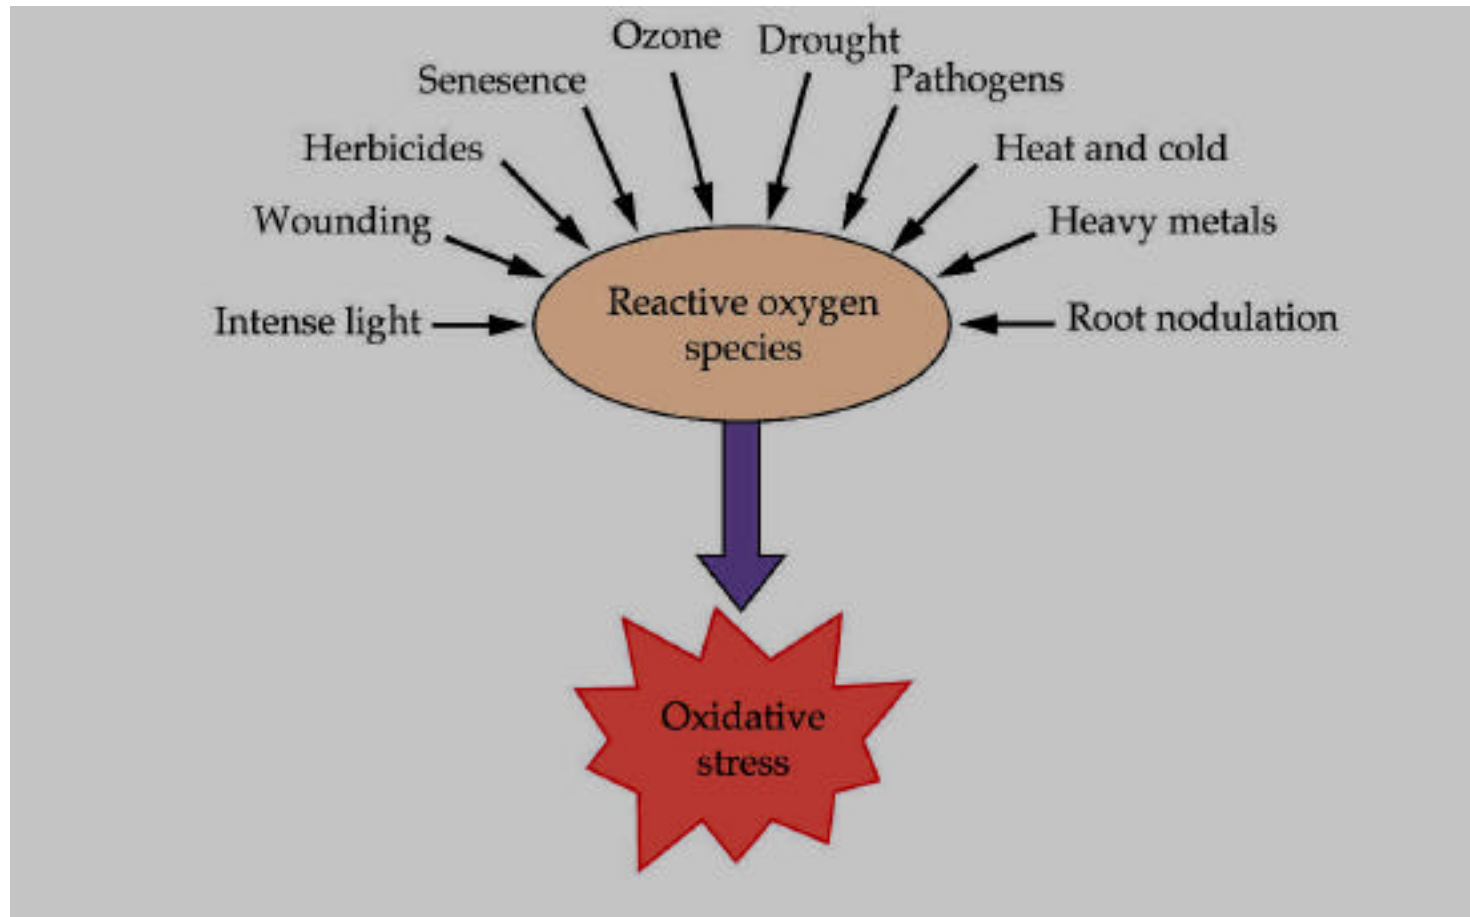 Ozone
Drought
Senesence
Pathogens
Herbicides
Heat and cold
Wounding
Heavy metals
Intense light
Reactive oxygen
species
Root nodulation
Oxidative
stress